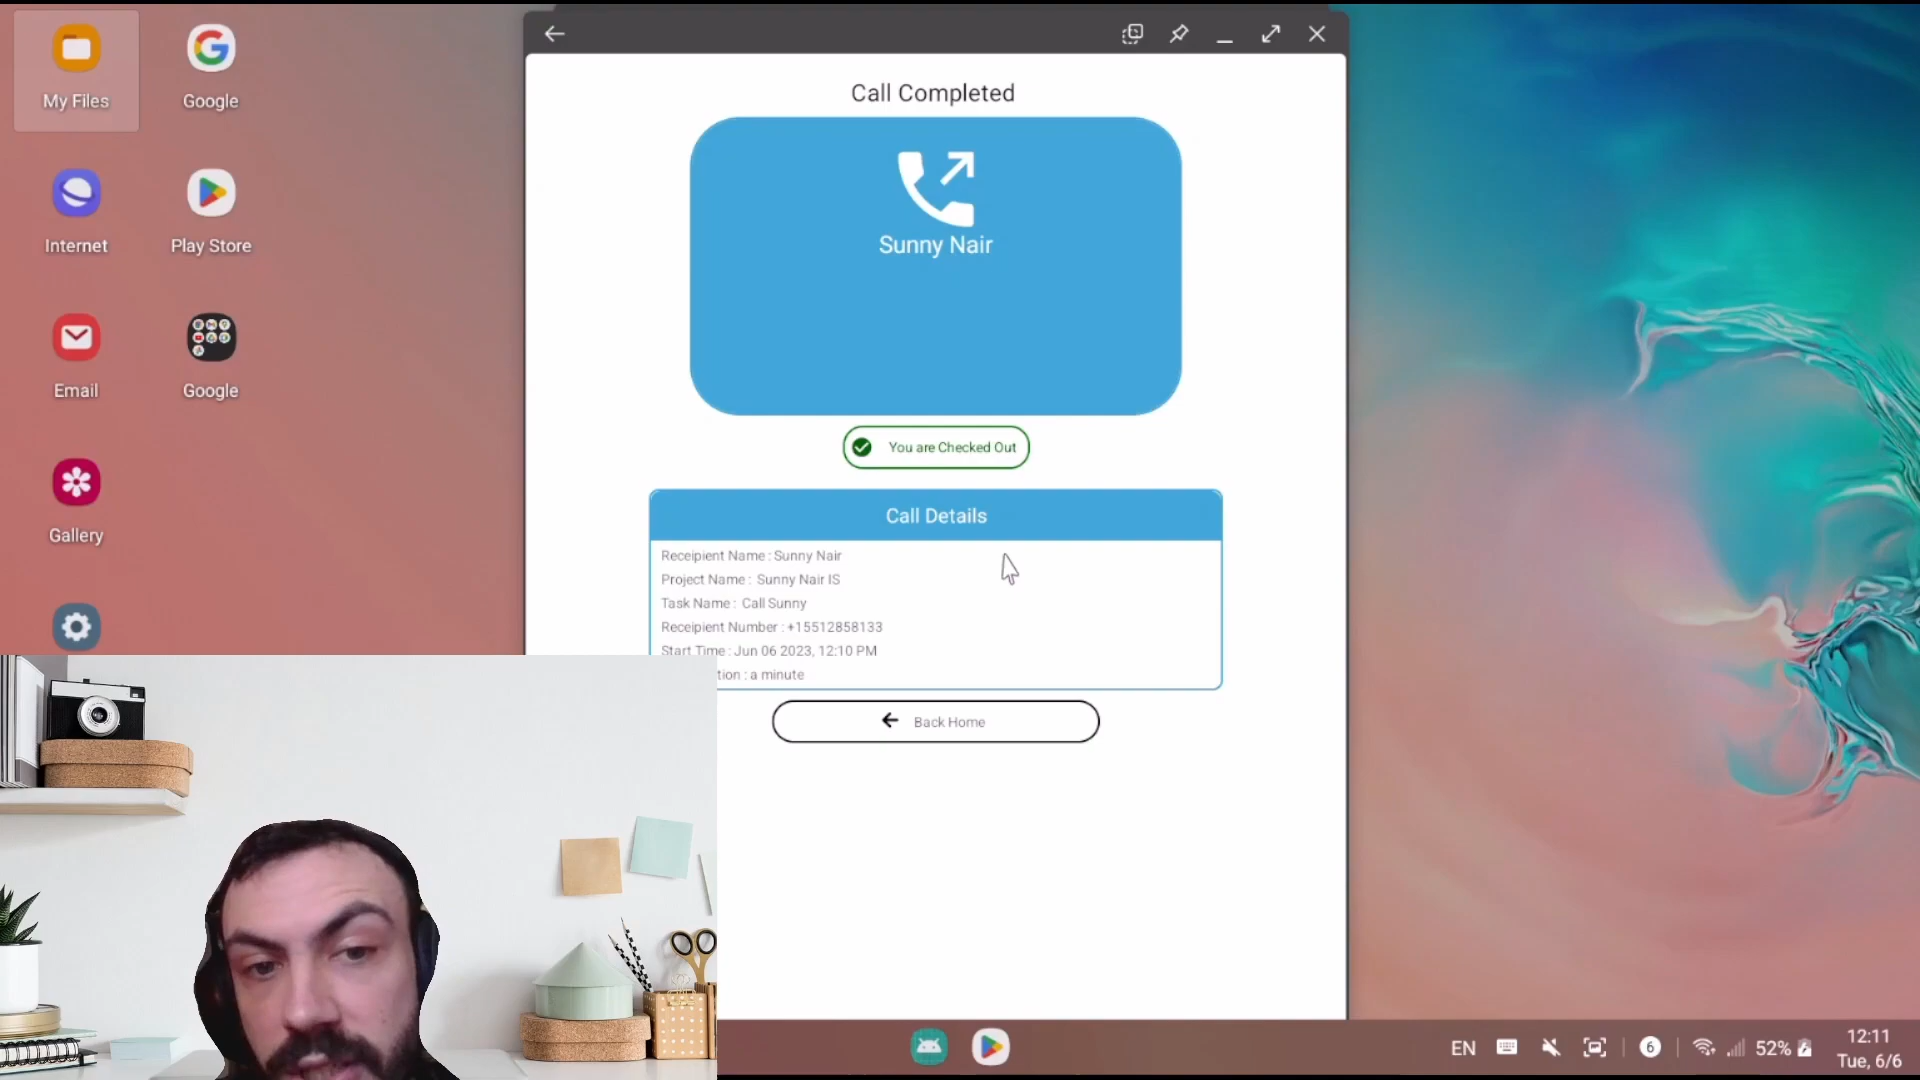 My Files
Google
Internet
Play Store
Email
Google
Gallery
Call Completed
Sunny Nair
You are Checked Out
Call Details
Receipient Name : Sunny Nair
Project Name : Sunny Nair IS
Task Name : Call Sunny
Receipient Number : +15512858133
Start Time : Jun 06 2023, 12:10 PM
tion : a minute
Back Home
EN
6
52%
12:11
Tue, 6/6